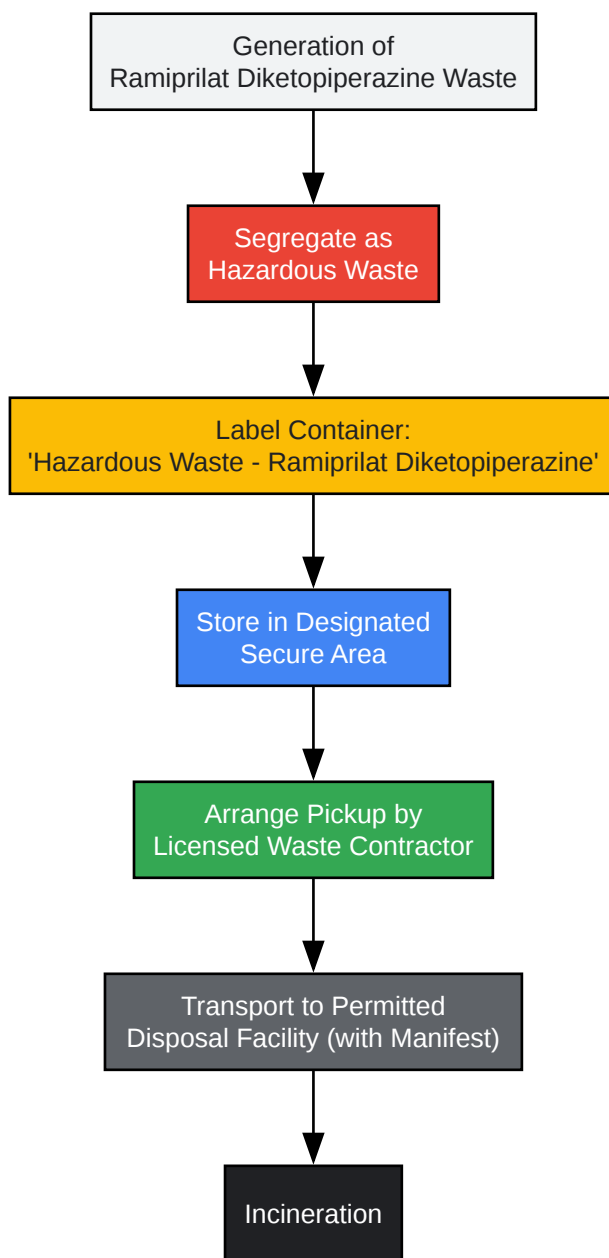 Generation of
Ramiprilat Diketopiperazine Waste
Segregate as
Hazardous Waste
Label Container:
'Hazardous Waste - Ramiprilat Diketopiperazine'
Store in Designated
Secure Area
Arrange Pickup by
Licensed Waste Contractor
Transport to Permitted
Disposal Facility (with Manifest)
Incineration